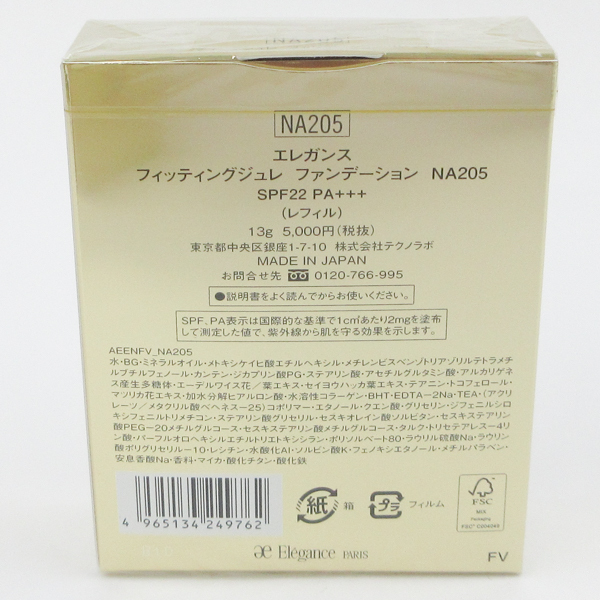 NA205
NA205
エレガンス
フィッティングジュレ ファンデーション NA205
SPF22 PA+++
(レフィル)
13g 5,000円(税抜)
東京都中央区銀座1-7-10 株式会社テクノラボ
MADE IN JAPAN
お問合せ先 0120-766-995
●説明書をよく読んでからお使いください。
SPF、PA表示は国際的な基準で1c㎡あたり2mgを塗布
して測定した値で、紫外線から肌を守る効果を示します。
AEENFV_NA205
水・BG・ミネラルオイル・メトキシケイヒ酸エチルヘキシル・メチレンビスベンゾトリアゾリルテトラメチ
ルブチルフェノール・カンテン・ジカプリン酸PG・ステアリン酸・アセチルグルタミン酸・アルカリゲネ
ス産生多糖体・エーデルワイス花/葉エキス・セイヨウハッカ葉エキス・テアニン・トコフェロール・
マツリカ花エキス・加水分解ヒアルロン酸・水溶性コラーゲン・BHT・EDTA-2Na・TEA・(アクリ
レーツ/メタクリル酸ベヘネス-25)コポリマー・エタノール・クエン酸・グリセリン・ジフェニルシロ
キシフェニルトリメチコン・ステアリン酸グリセリル・セスキオレイン酸ソルビタン・セスキステアリン
酸PEG-20メチルグルコース・セスキステアリン酸メチルグルコース・タルク・トリセテアレス-4リ
ン酸・パーフルオロヘキシルエチルトリエトキシシラン・ポリソルベート80・ラウリル硫酸Na・ラウリン
酸ポリグリセリル-10・レシチン・水酸化Al・ソルビン酸K・フェノキシエタノール・メチルパラベン・
安息香酸Na・香料・マイカ・酸化チタン・酸化鉄
4 965134 249762
紙 箱
プラ フィルム
FSC
MIX
Packaging
æ Elégance PARIS
FV